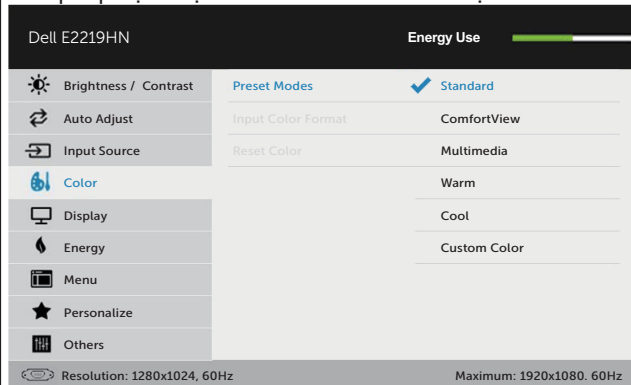 Dell E2219HN Energy Use
Brightness / Contrast Preset Modes Standard
Auto Adjust Input Color Format ComfortView
Input Source Reset Color Multimedia
Color Warm
Display Cool
Energy Custom Color
Menu
Personalize
Others
Resolution: 1280x1024, 60Hz Maximum: 1920x1080. 60Hz